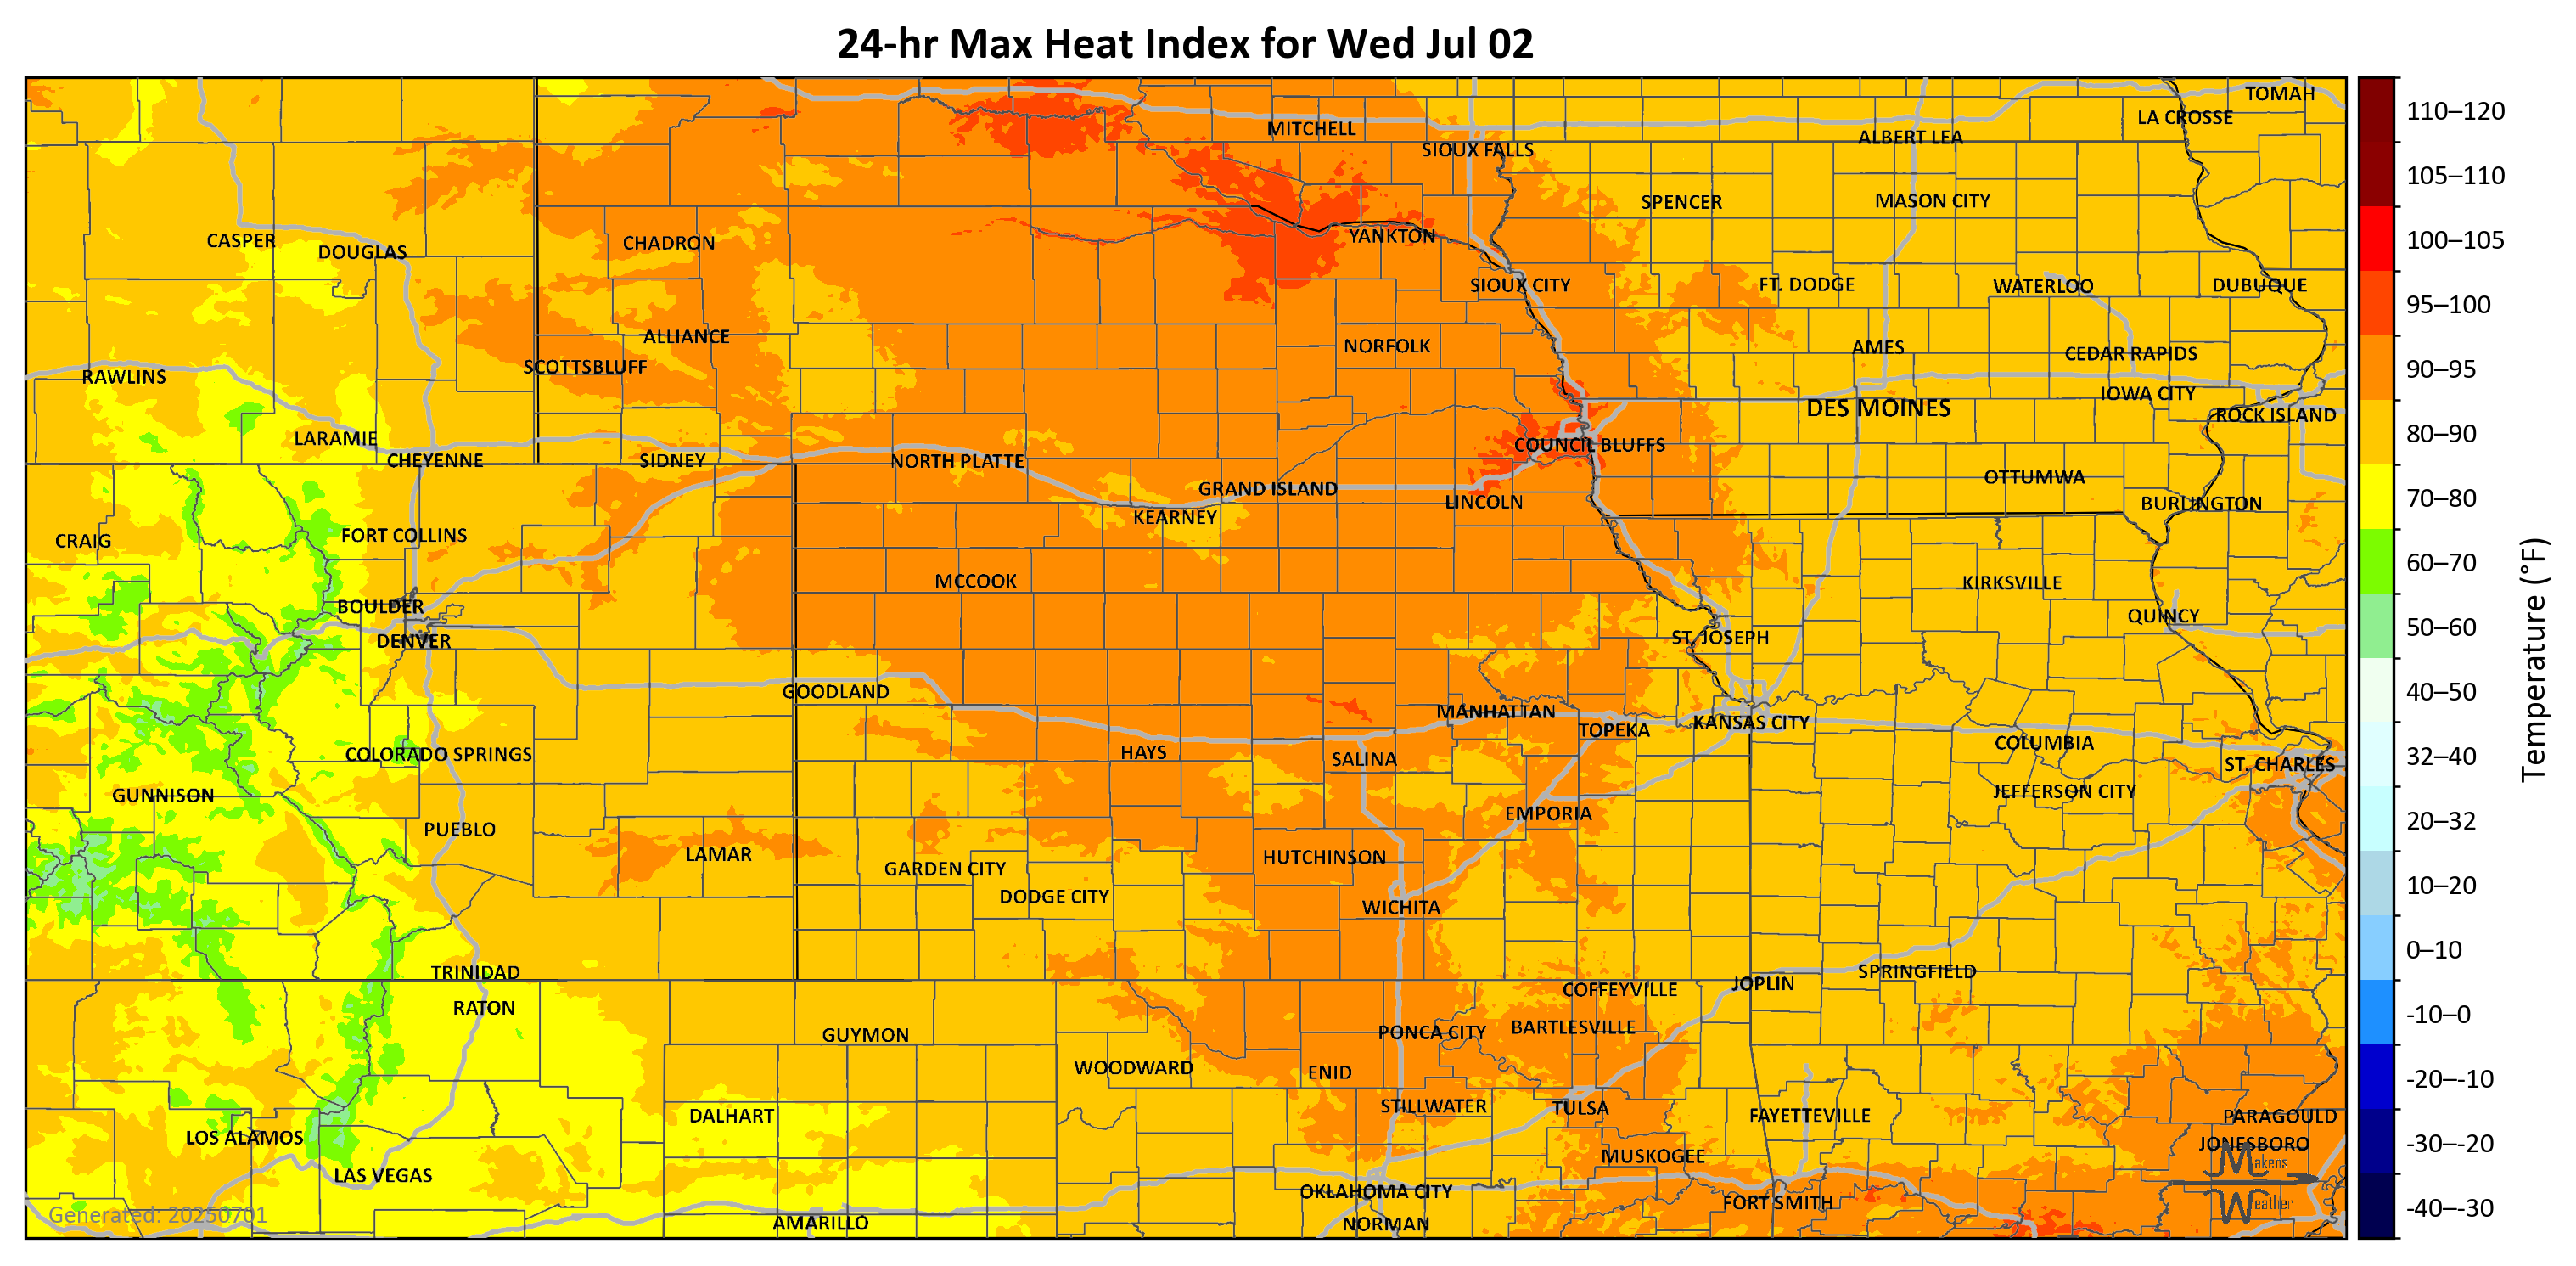 24-hr Max Heat Index for Wed Jul 02
TOMAH
LA CROSSE
MITCHELL
ALBERT LEA
SIOUX FALLS
SPENCER
MASON CITY
CASPER
DOUGLAS
CHADRON
YANKTON
SIOUX CITY
FT. DODGE
WATERLOO
DUBUQUE
ALLIANCE
NORFOLK
AMES
CEDAR RAPIDS
SCOTTSBLUFF
RAWLINS
IOWA CITY
DES MOINES
ROCK ISLAND
LARAMIE
COUNCIL BLUFFS
CHEYENNE
SIDNEY
NORTH PLATTE
OTTUMWA
GRAND ISLAND
LINCOLN
BURLINGTON
KEARNEY
CRAIG
FORT COLLINS
MCCOOK
KIRKSVILLE
BOULDER
QUINCY
DENVER
ST. JOSEPH
GOODLAND
MANHATTAN
TOPEKA
KANSAS CITY
COLUMBIA
COLORADO SPRINGS
HAYS
SALINA
ST. CHARLES
GUNNISON
JEFFERSON CITY
EMPORIA
PUEBLO
LAMAR
HUTCHINSON
GARDEN CITY
DODGE CITY
WICHITA
TRINIDAD
SPRINGFIELD
JOPLIN
COFFEYVILLE
RATON
GUYMON
PONCA CITY
BARTLESVILLE
WOODWARD
ENID
STILLWATER
TULSA
DALHART
FAYETTEVILLE
PARAGOULD
LOS ALAMOS
JONESBORO
MUSKOGEE
LAS VEGAS
OKLAHOMA CITY
FORT SMITH
AMARILLO
NORMAN
Generated: 20250701
Makens
Weather
110–120
105–110
100–105
95–100
90–95
80–90
70–80
60–70
50–60
40–50
32–40
20–32
10–20
0–10
-10–0
-20–-10
-30–-20
-40–-30
Temperature (°F)